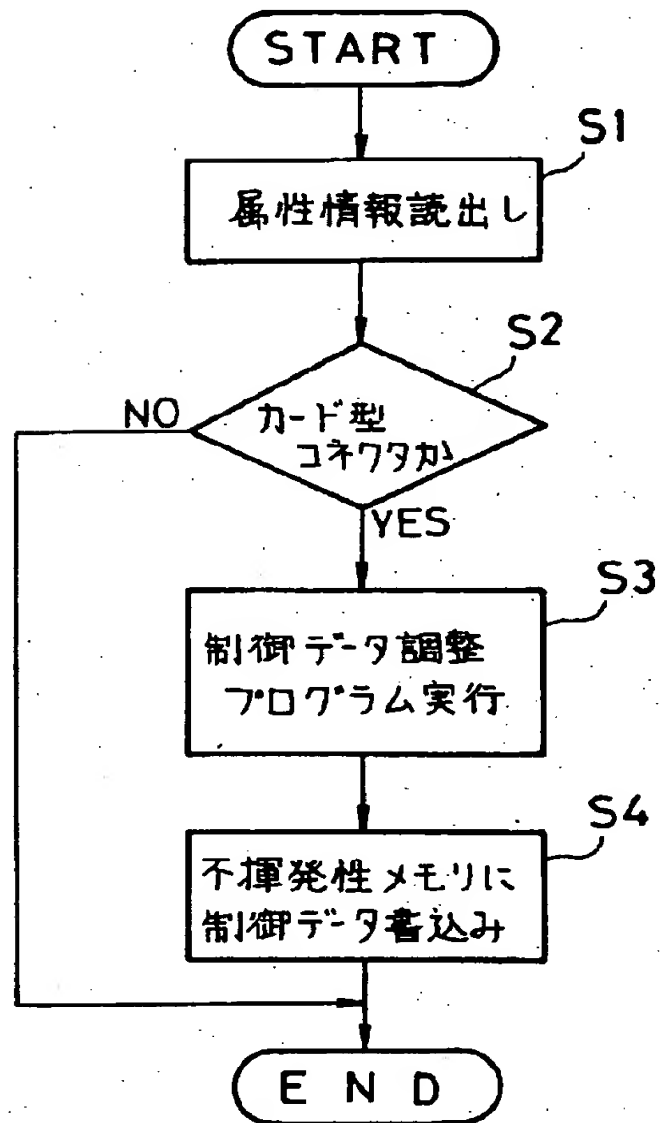 START
S1
属性情報読出し
S2
NO
カード型
コネクタか
YES
S3
制御データ調整
プログラム実行
S4
不揮発性メモリに
制御データ書込み
END